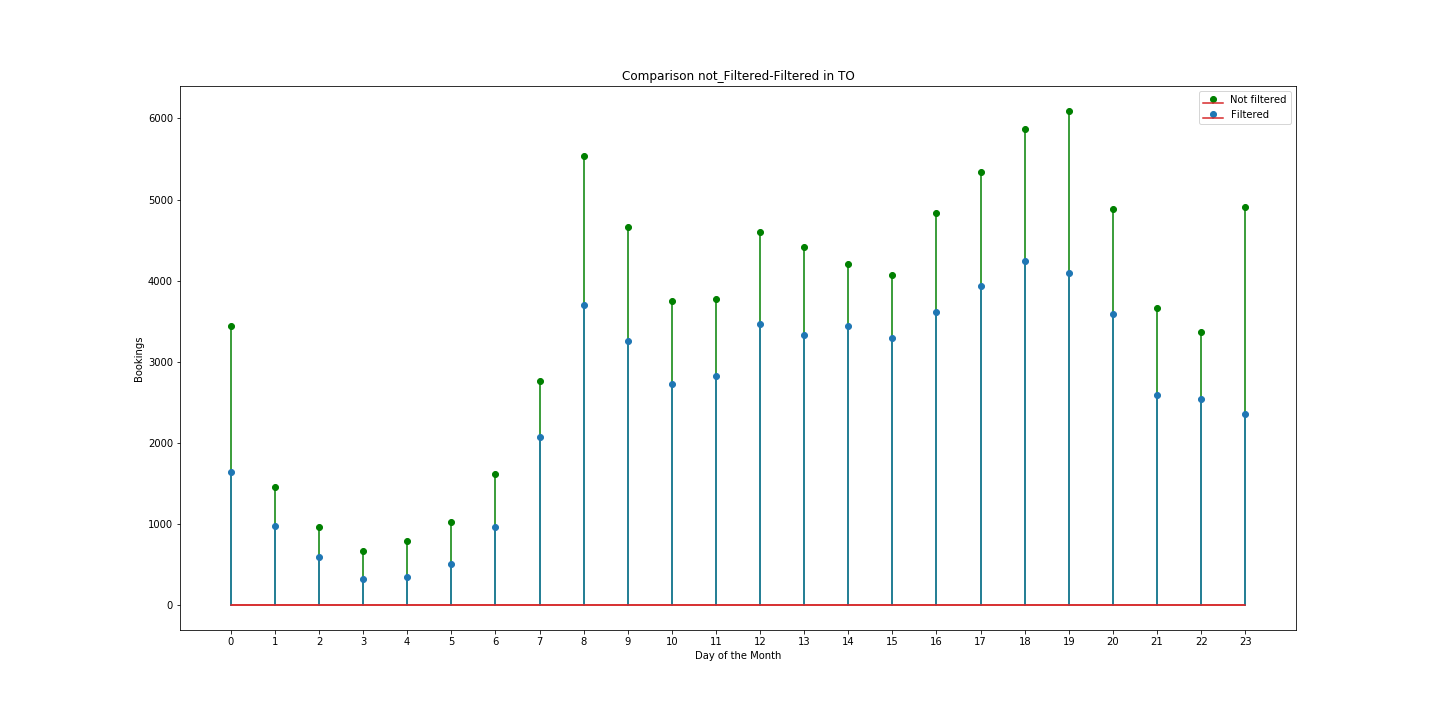 Comparison not_Filtered-Filtered in TO
Not filtered
Filtered
6000
5000
4000
3000
2000
1000
0
Bookings
0 1 2 3 4 5 6 7 8 9 10 11 12 13 14 15 16 17 18 19 20 21 22 23
Day of the Month